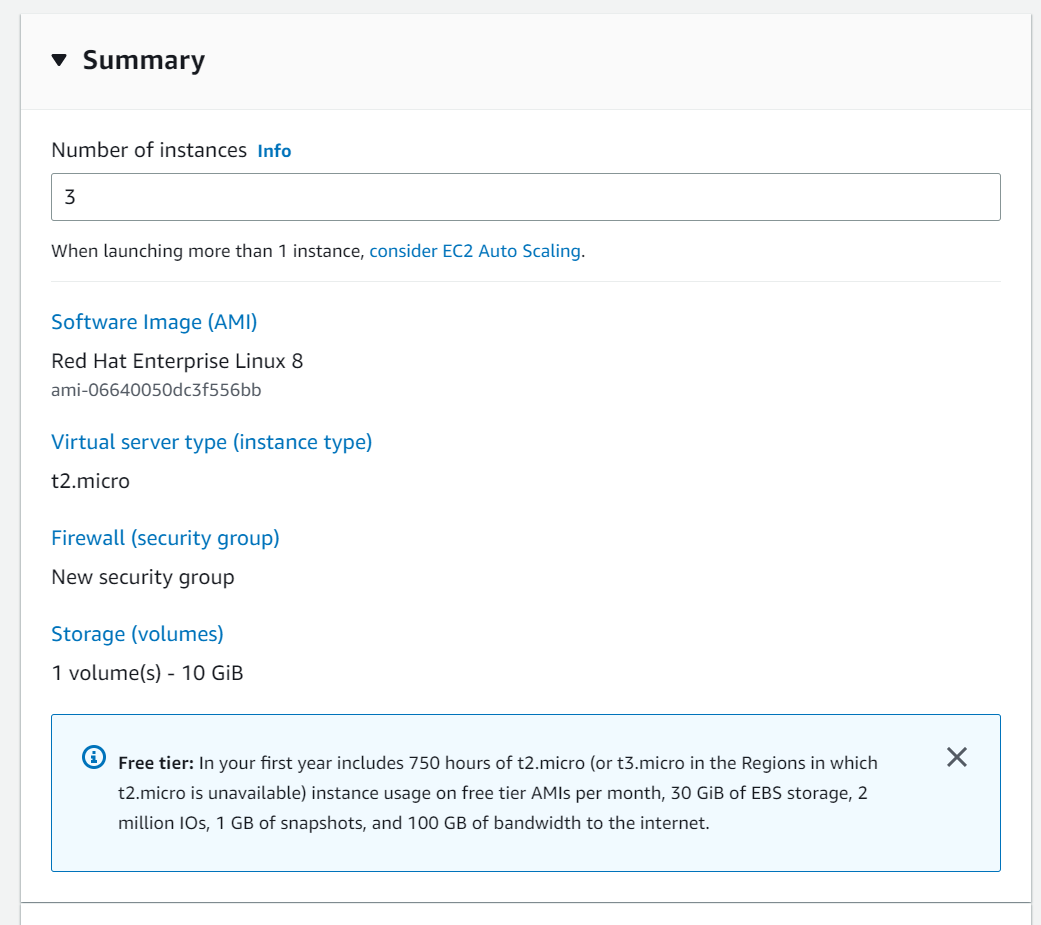 Summary
Number of instances Info
3
When launching more than 1 instance, consider EC2 Auto Scaling.
Software Image (AMI)
Red Hat Enterprise Linux 8
ami-06640050dc3f556bb
Virtual server type (instance type)
t2.micro
Firewall (security group)
New security group
Storage (volumes)
1 volume(s) - 10 GiB
Free tier: In your first year includes 750 hours of t2.micro (or t3.micro in the Regions in which
t2.micro is unavailable) instance usage on free tier AMIs per month, 30 GiB of EBS storage, 2
million IOs, 1 GB of snapshots, and 100 GB of bandwidth to the internet.